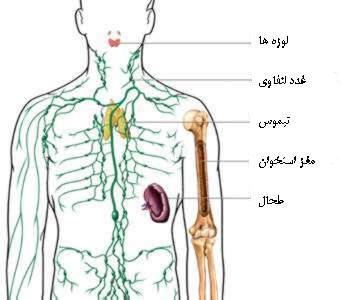 لوزه ها
غدد لنفاوی
تیموس
مغز استخوان
طحال